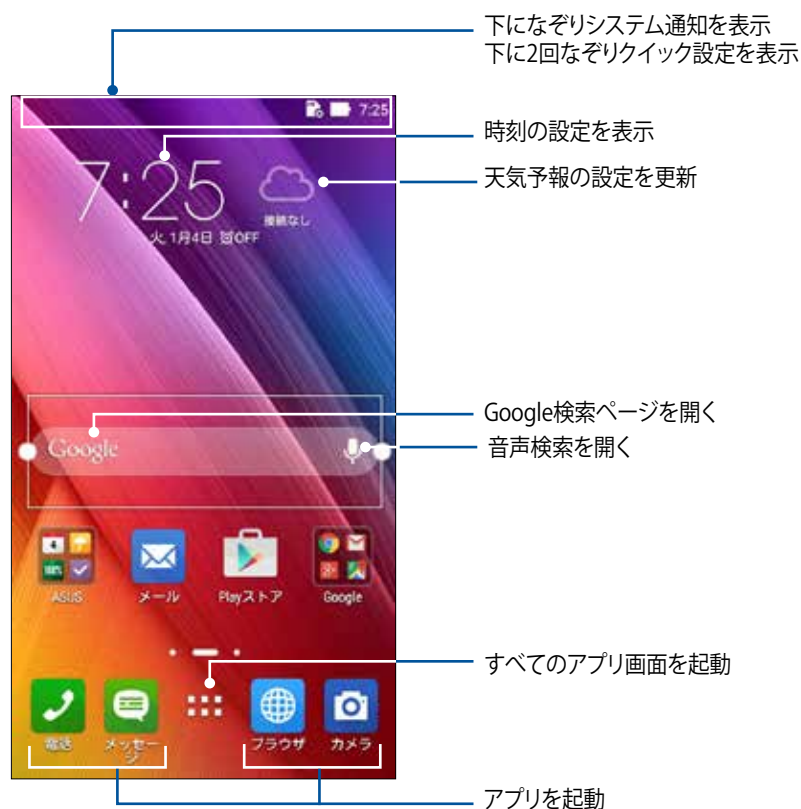 下になぞりシステム通知を表示
下に2回なぞりクイック設定を表示
7:25
時刻の設定を表示
7:25
天気予報の設定を更新
接続なし
火, 1月4日 OFF
Google検索ページを開く
Google
音声検索を開く
4
100%
ASUS
メール
Playストア
Google
すべてのアプリ画面を起動
電話
メッセージ
ブラウザ
カメラ
アプリを起動